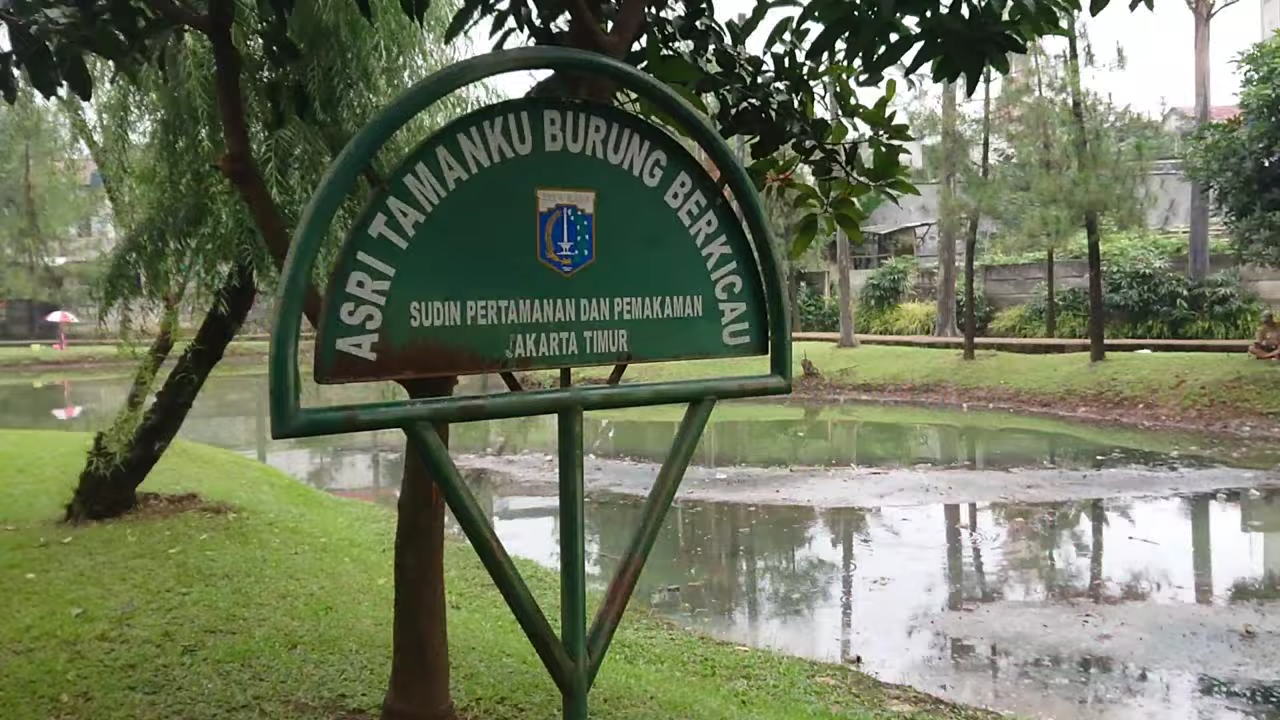 ASRI TAMANKU BURUNG BERKICAU
SUDIN PERTAMANAN DAN PEMAKAMAN
JAKARTA TIMUR